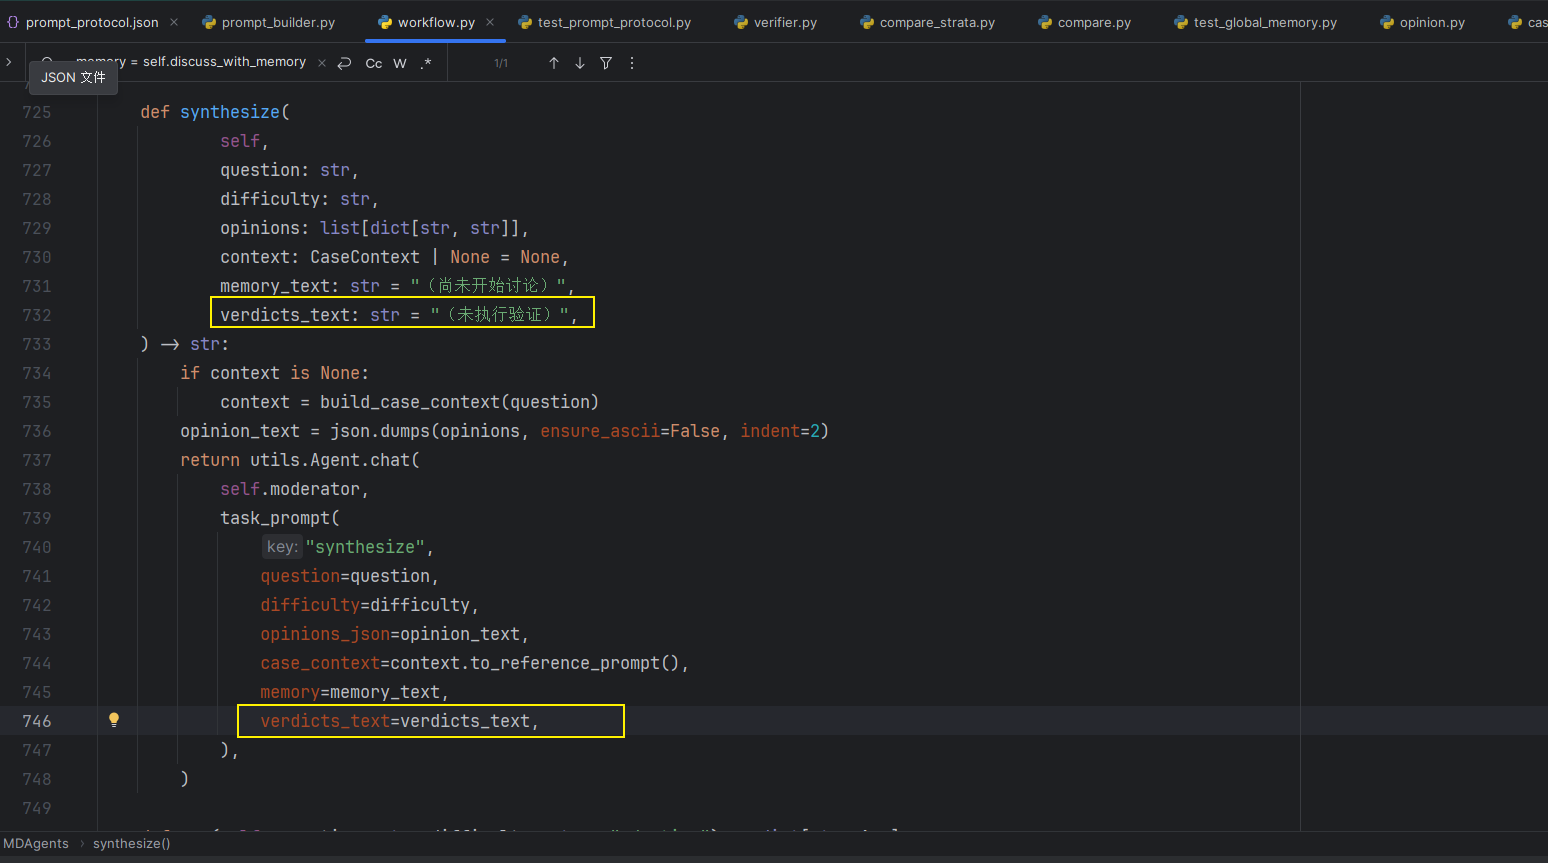 prompt_protocol.json
prompt_builder.py
workflow.py
test_prompt_protocol.py
verifier.py
compare_strata.py
compare.py
test_global_memory.py
opinion.py
cas
memory = self.discuss_with_memory
Cc
W
.*
1/1
JSON 文件
725 def synthesize(
726 self,
727 question: str,
728 difficulty: str,
729 opinions: list[dict[str, str]],
730 context: CaseContext | None = None,
731 memory_text: str = "（尚未开始讨论）",
732 verdicts_text: str = "（未执行验证）",
733 ) -> str:
734 if context is None:
735 context = build_case_context(question)
736 opinion_text = json.dumps(opinions, ensure_ascii=False, indent=2)
737 return utils.Agent.chat(
738 self.moderator,
739 task_prompt(
740 key: "synthesize",
741 question=question,
742 difficulty=difficulty,
743 opinions_json=opinion_text,
744 case_context=context.to_reference_prompt(),
745 memory=memory_text,
746 verdicts_text=verdicts_text,
747 ),
748 )
749
MDAgents › synthesize()